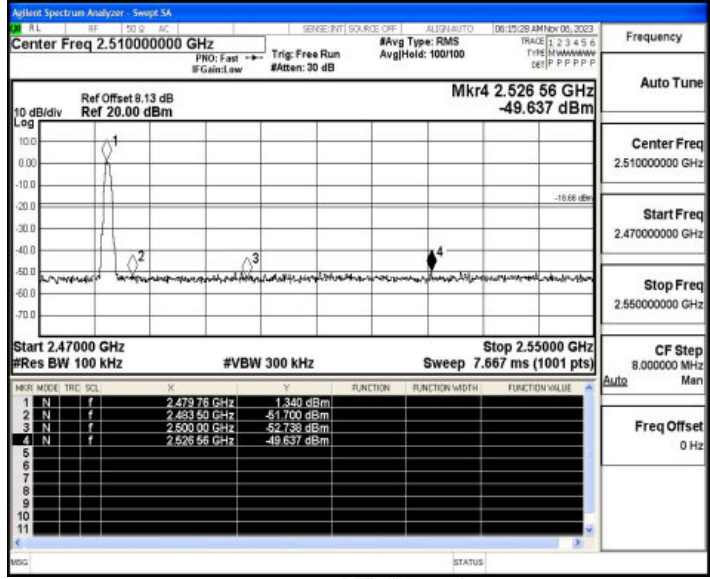 Agilent Spectrum Analyzer - Swept SA
RL RF 50 Ω AC SENSE:INT SOURCE OFF ALIGN AUTO 06:15:28 AM Nov 06, 2023
Center Freq 2.510000000 GHz
PNO: Fast
IFGain:Low
Trig: Free Run
#Atten: 30 dB
#Avg Type: RMS
Avg|Hold: 100/100
TRACE 1 2 3 4 5 6
TYPE M W W W W W
DET P P P P P P
Ref Offset 8.13 dB
Ref 20.00 dBm
10 dB/div
Log
Mkr4 2.526 56 GHz
-49.637 dBm
10.0
0.00
-10.0
-20.0
-30.0
-40.0
-50.0
-60.0
-70.0
1
2
3
4
-18.66 dBm
Start 2.47000 GHz
#Res BW 100 kHz
#VBW 300 kHz
Stop 2.55000 GHz
Sweep 7.667 ms (1001 pts)
MKR MODE TRC SCL X Y FUNCTION FUNCTION WIDTH FUNCTION VALUE
1 N f 2.479 76 GHz 1.340 dBm
2 N f 2.483 50 GHz -51.700 dBm
3 N f 2.500 00 GHz -52.738 dBm
4 N f 2.526 56 GHz -49.637 dBm
5
6
7
8
9
10
11
MSG
STATUS
Frequency
Auto Tune
Center Freq
2.510000000 GHz
Start Freq
2.470000000 GHz
Stop Freq
2.550000000 GHz
CF Step
8.000000 MHz
Auto Man
Freq Offset
0 Hz